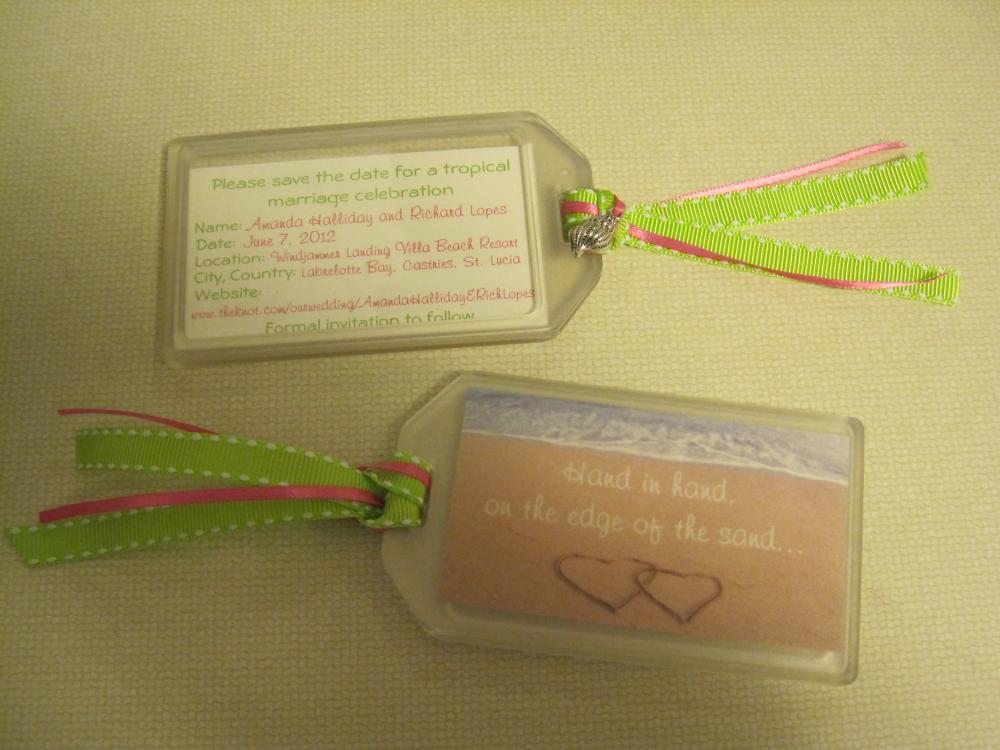 Please save the date for a tropical
marriage celebration
Name: Amanda Halliday and Richard Lopes
Date: June 7, 2012
Location: Windjammer Landing Villa Beach Resort
City, Country: Labrelotte Bay, Castries, St. Lucia
Website:
www.theknot.com/ourwedding/AmandaHalliday&RichLopes
Formal invitation to follow
Hand in hand,
on the edge of the sand...